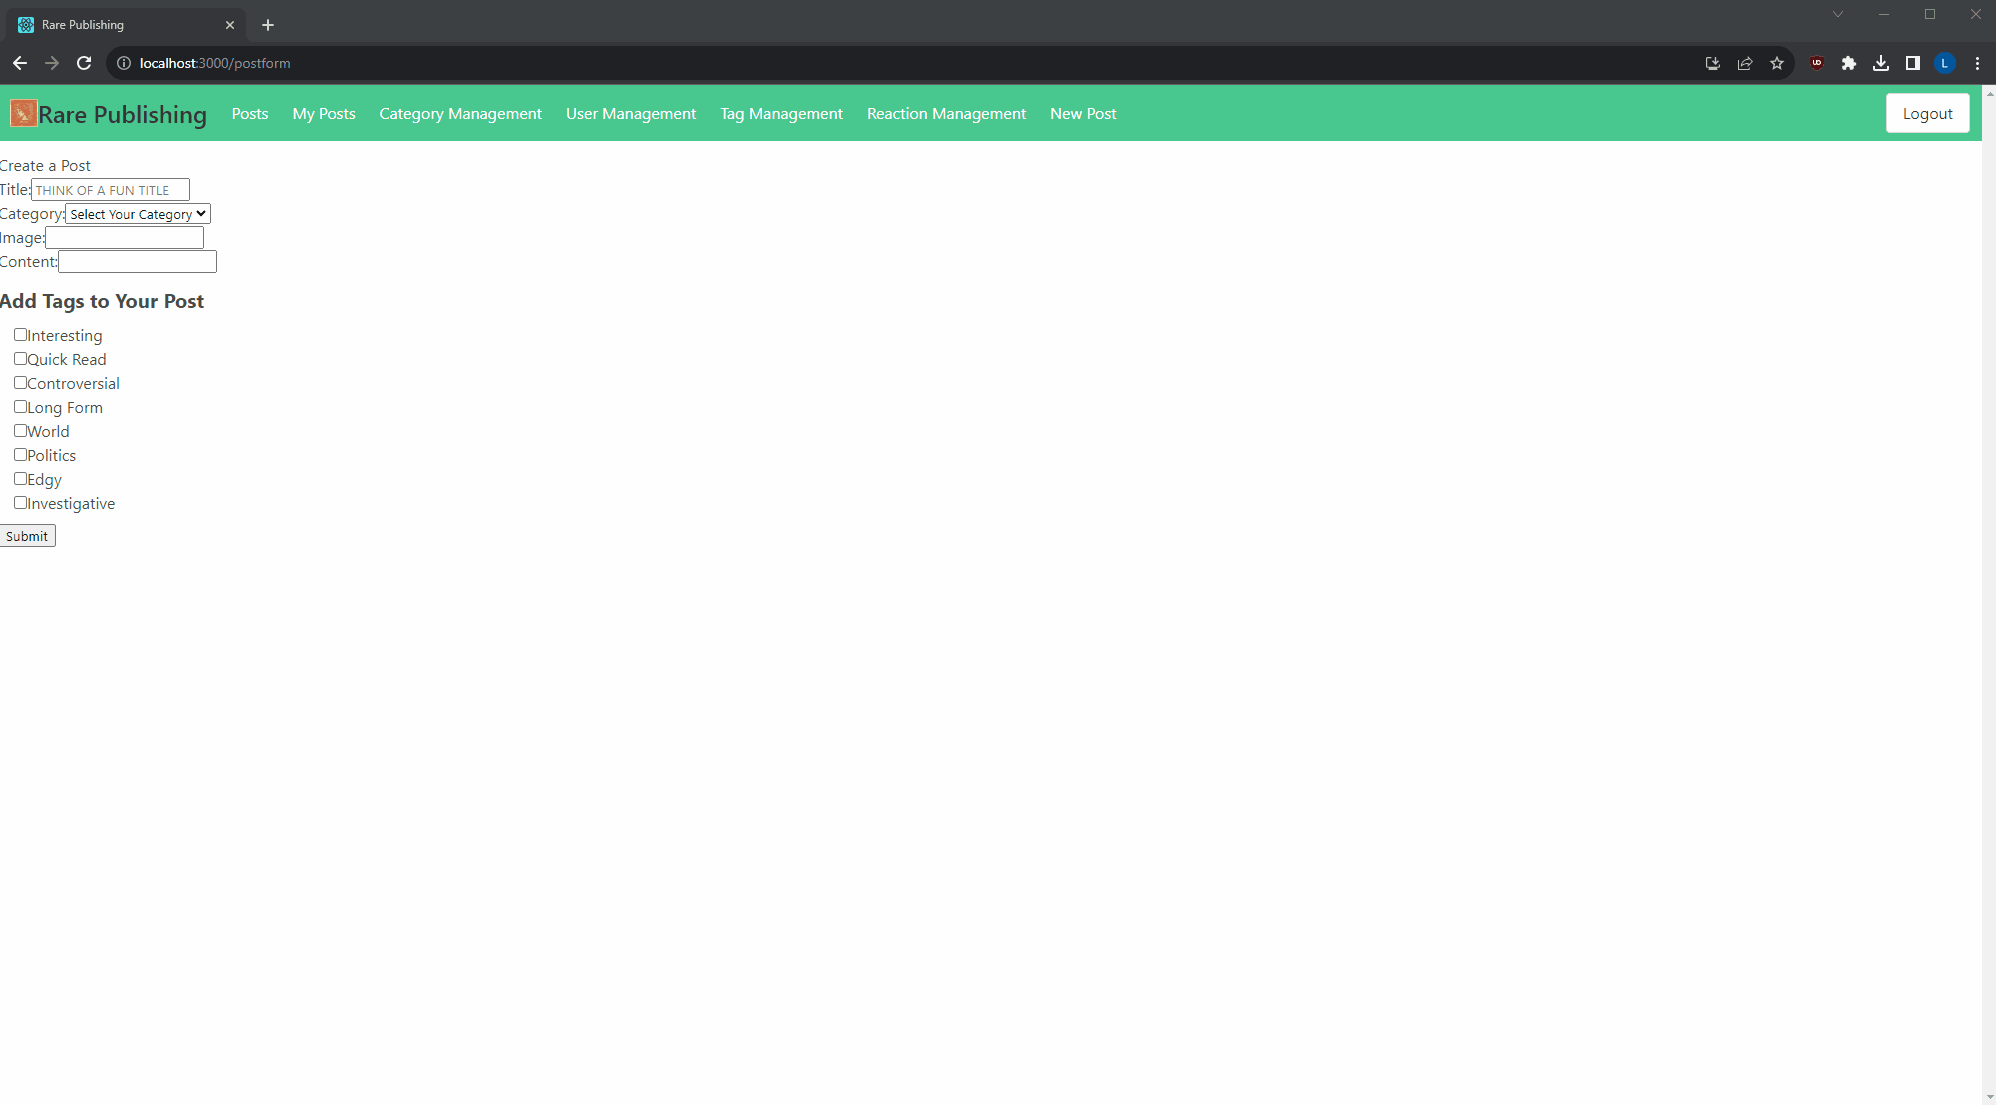 Rare Publishing
localhost:3000/postform
L
Rare Publishing Posts My Posts Category Management User Management Tag Management Reaction Management New Post Logout
Create a Post
Title: THINK OF A FUN TITLE
Category: Select Your Category
Image:
Content:
Add Tags to Your Post
Interesting
Quick Read
Controversial
Long Form
World
Politics
Edgy
Investigative
Submit